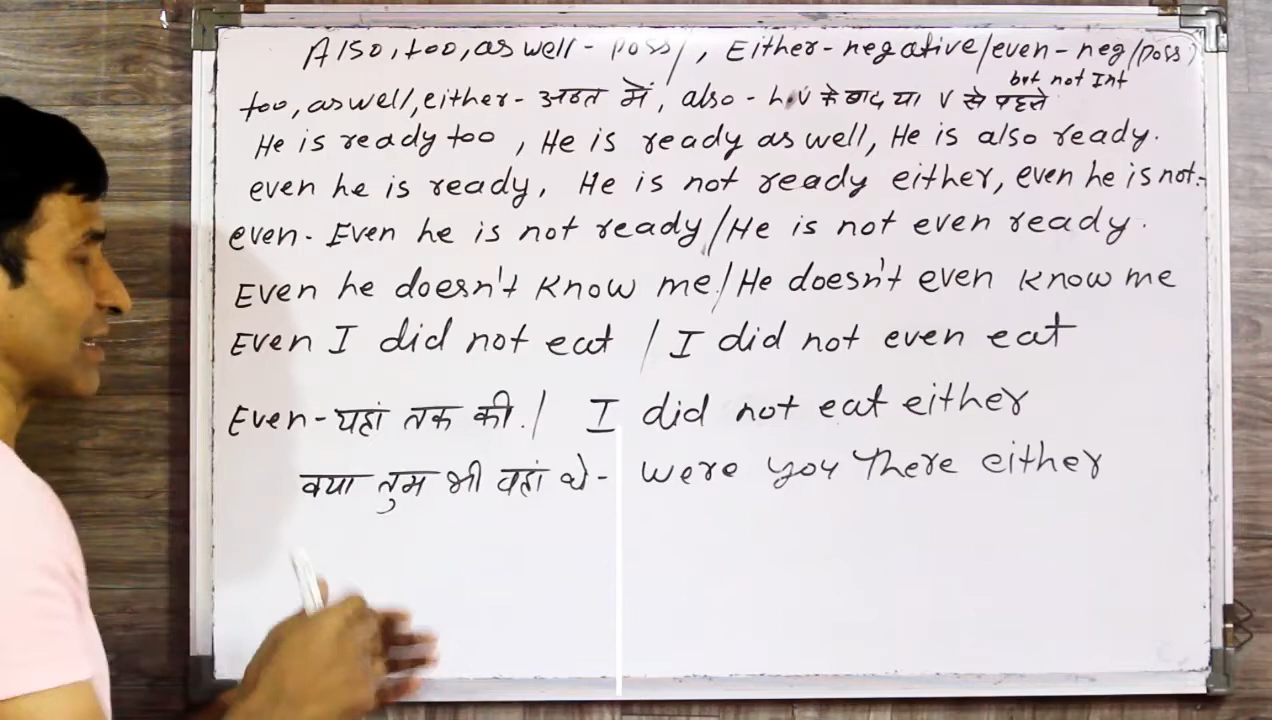 Also, too, as well - poss/, Either - negative/even - neg/poss)
but not Int
too, as well, either - अन्त में, also - h.v के बाद या V से पहले
He is ready too, He is ready as well, He is also ready.
even he is ready, He is not ready either, even he is not.-
even - Even he is not ready/He is not even ready.
Even he doesn't know me./He doesn't even know me
Even I did not eat / I did not even eat
Even - यहां तक की./ I did not eat either
क्या तुम भी वहां थे - were you there either